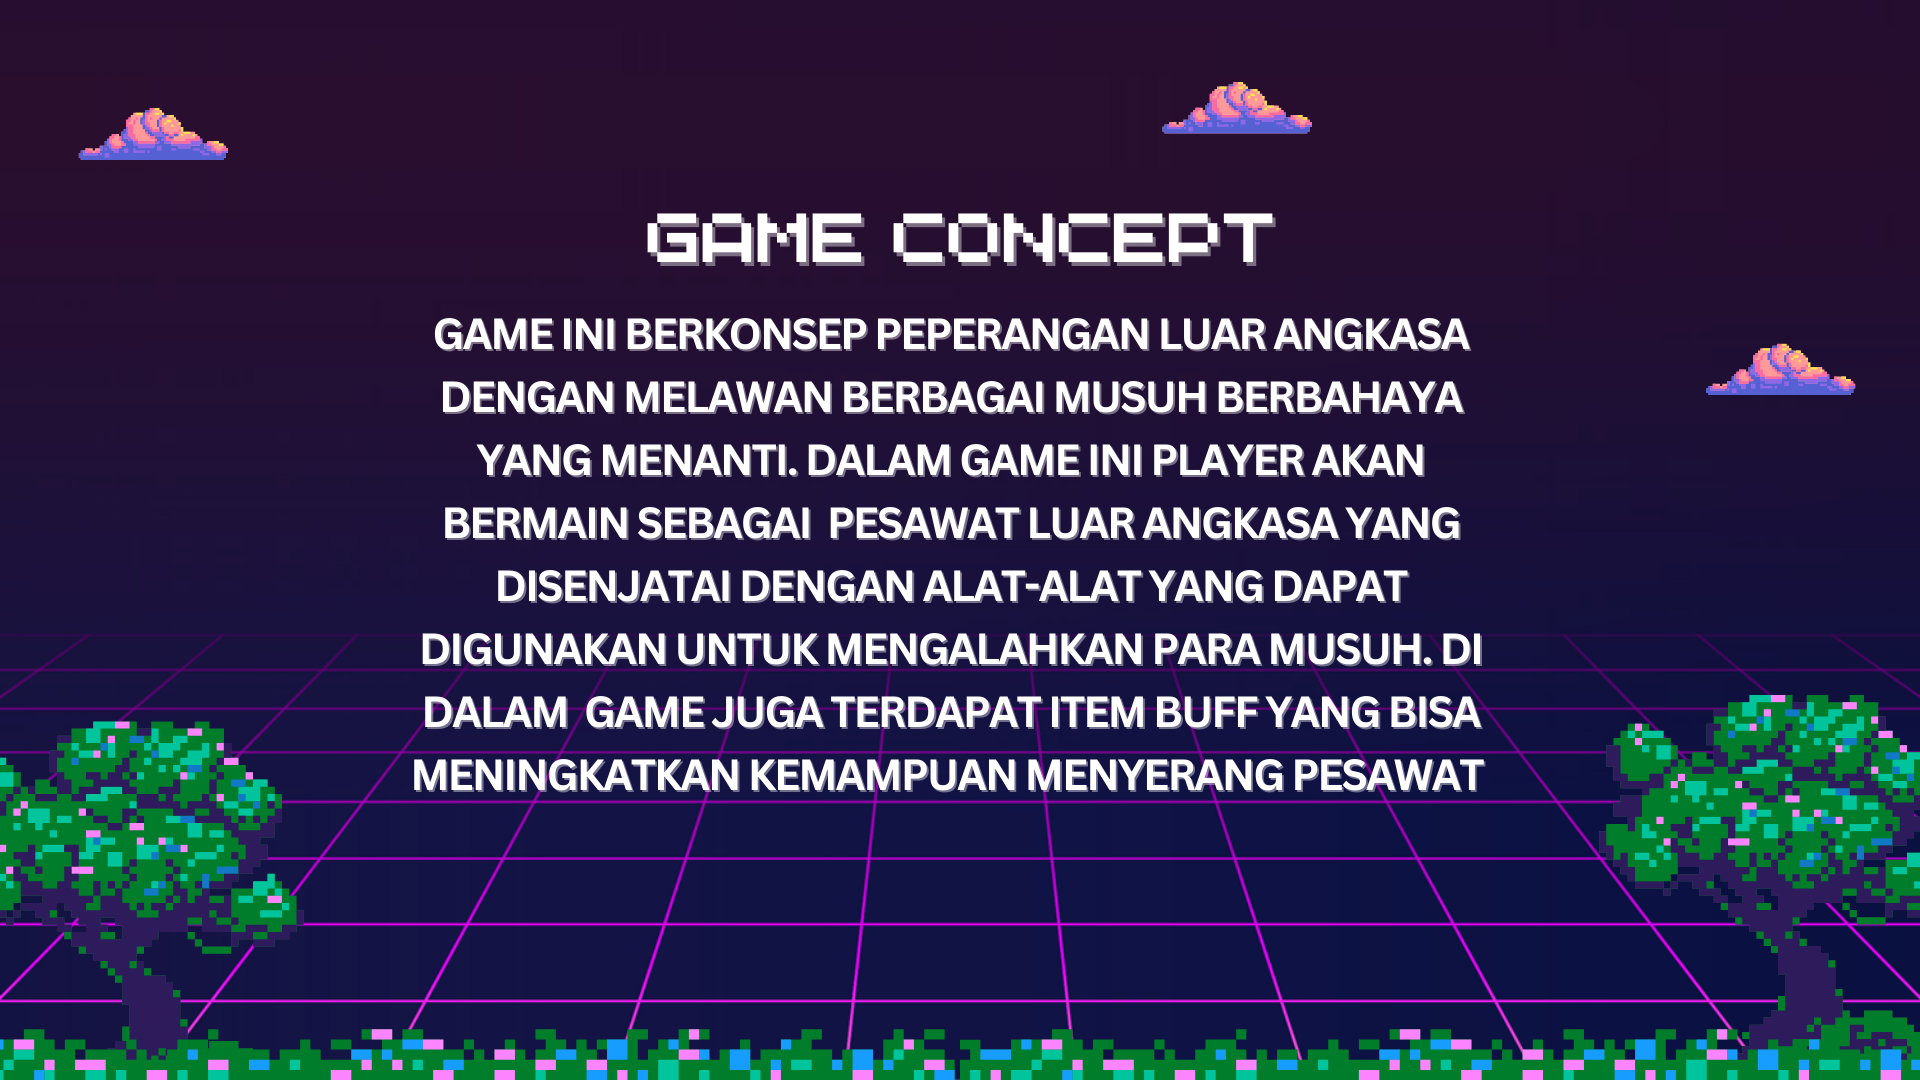 GAME CONCEPT
GAME INI BERKONSEP PEPERANGAN LUAR ANGKASA
DENGAN MELAWAN BERBAGAI MUSUH BERBAHAYA
YANG MENANTI. DALAM GAME INI PLAYER AKAN
BERMAIN SEBAGAI  PESAWAT LUAR ANGKASA YANG
DISENJATAI DENGAN ALAT-ALAT YANG DAPAT
DIGUNAKAN UNTUK MENGALAHKAN PARA MUSUH. DI
DALAM  GAME JUGA TERDAPAT ITEM BUFF YANG BISA
MENINGKATKAN KEMAMPUAN MENYERANG PESAWAT